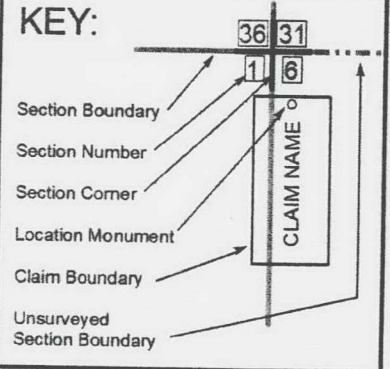 KEY:
36 31
1 6
Section Boundary
Section Number
Section Corner
Location Monument
Claim Boundary
Unsurveyed
Section Boundary
CLAIM NAME